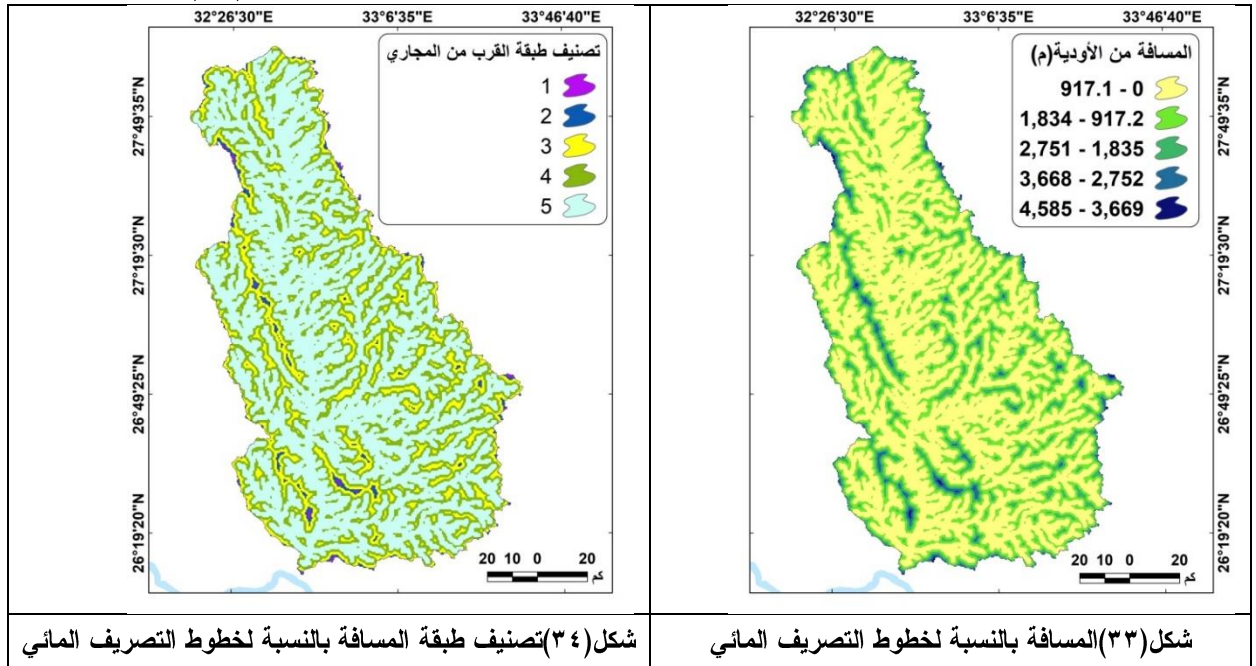 32°26'30"E 33°6'35"E 33°46'40"E
المسافة من الأودية(م)
917.1 - 0
1,834 - 917.2
2,751 - 1,835
3,668 - 2,752
4,585 - 3,669
27°49'35"N
27°19'30"N
26°49'25"N
26°19'20"N
20 10 0 20
كم
شكل(٣٣)المسافة بالنسبة لخطوط التصريف المائي
32°26'30"E 33°6'35"E 33°46'40"E
تصنيف طبقة القرب من المجاري
1
2
3
4
5
27°49'35"N
27°19'30"N
26°49'25"N
26°19'20"N
20 10 0 20
كم
شكل(٣٤)تصنيف طبقة المسافة بالنسبة لخطوط التصريف المائي